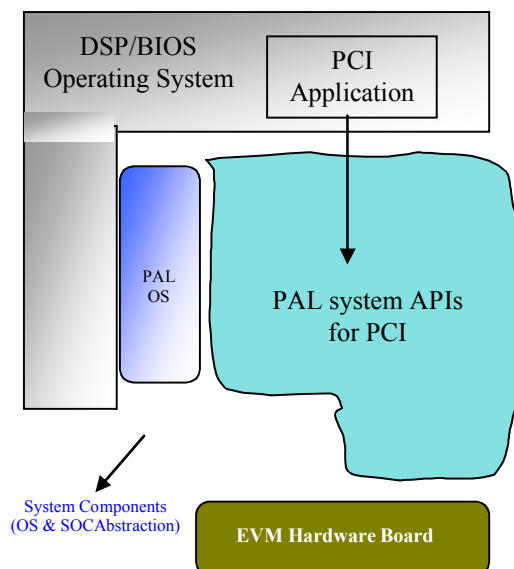 DSP/BIOS
Operating System
PCI
Application
PAL
OS
PAL system APIs
for PCI
System Components
(OS & SOCAbstraction)
EVM Hardware Board